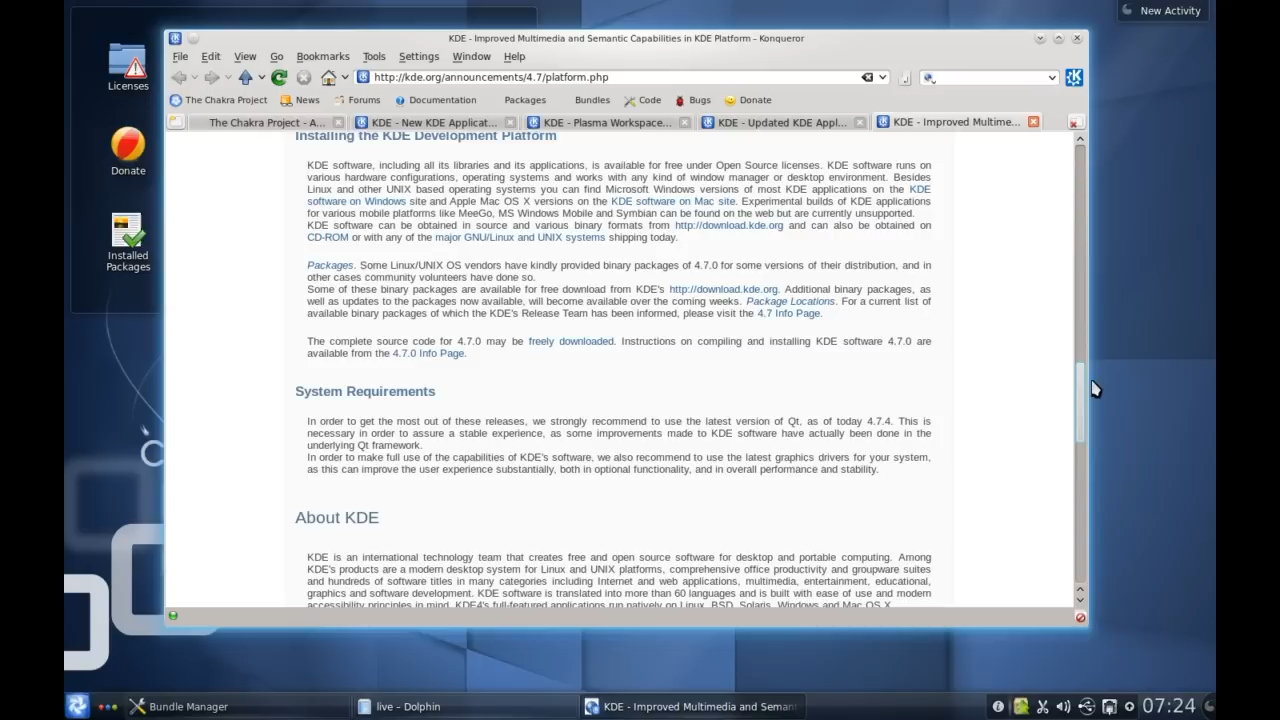 New Activity
KDE - Improved Multimedia and Semantic Capabilities in KDE Platform – Konqueror
File Edit View Go Bookmarks Tools Settings Window Help
http://kde.org/announcements/4.7/platform.php
The Chakra Project News Forums Documentation Packages Bundles Code Bugs Donate
The Chakra Project - A... KDE - New KDE Applicat... KDE - Plasma Workspace... KDE - Updated KDE Appl... KDE - Improved Multime...
Licenses
Donate
Installed
Packages
Installing the KDE Development Platform
KDE software, including all its libraries and its applications, is available for free under Open Source licenses. KDE software runs on
various hardware configurations, operating systems and works with any kind of window manager or desktop environment. Besides
Linux and other UNIX based operating systems you can find Microsoft Windows versions of most KDE applications on the KDE
software on Windows site and Apple Mac OS X versions on the KDE software on Mac site. Experimental builds of KDE applications
for various mobile platforms like MeeGo, MS Windows Mobile and Symbian can be found on the web but are currently unsupported.
KDE software can be obtained in source and various binary formats from http://download.kde.org and can also be obtained on
CD-ROM or with any of the major GNU/Linux and UNIX systems shipping today.
Packages. Some Linux/UNIX OS vendors have kindly provided binary packages of 4.7.0 for some versions of their distribution, and in
other cases community volunteers have done so.
Some of these binary packages are available for free download from KDE's http://download.kde.org. Additional binary packages, as
well as updates to the packages now available, will become available over the coming weeks. Package Locations. For a current list of
available binary packages of which the KDE's Release Team has been informed, please visit the 4.7 Info Page.
The complete source code for 4.7.0 may be freely downloaded. Instructions on compiling and installing KDE software 4.7.0 are
available from the 4.7.0 Info Page.
System Requirements
In order to get the most out of these releases, we strongly recommend to use the latest version of Qt, as of today 4.7.4. This is
necessary in order to assure a stable experience, as some improvements made to KDE software have actually been done in the
underlying Qt framework.
In order to make full use of the capabilities of KDE's software, we also recommend to use the latest graphics drivers for your system,
as this can improve the user experience substantially, both in optional functionality, and in overall performance and stability.
About KDE
KDE is an international technology team that creates free and open source software for desktop and portable computing. Among
KDE's products are a modern desktop system for Linux and UNIX platforms, comprehensive office productivity and groupware suites
and hundreds of software titles in many categories including Internet and web applications, multimedia, entertainment, educational,
graphics and software development. KDE software is translated into more than 60 languages and is built with ease of use and modern
accessibility principles in mind. KDE4's full-featured applications run natively on Linux, BSD, Solaris, Windows and Mac OS X.
Bundle Manager live – Dolphin KDE - Improved Multimedia and Semant 07:24